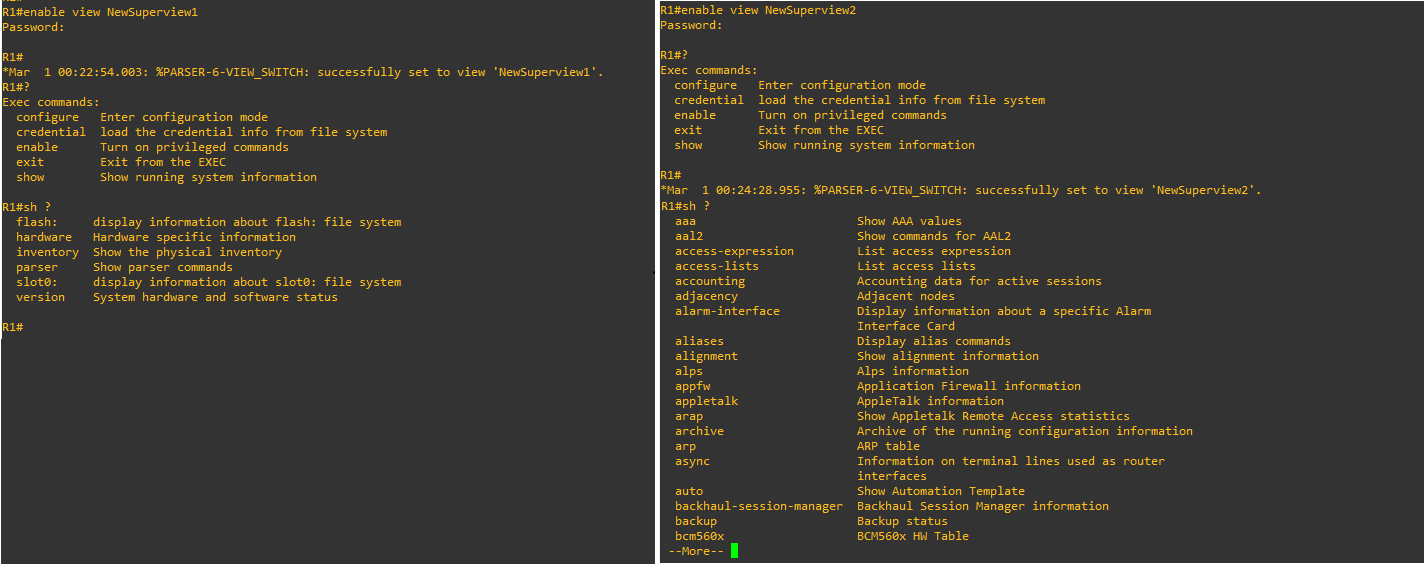 R1#enable view NewSuperview1
Password:
R1#
*Mar  1 00:22:54.003: %PARSER-6-VIEW_SWITCH: successfully set to view 'NewSuperview1'.
R1#?
Exec commands:
  configure   Enter configuration mode
  credential  load the credential info from file system
  enable      Turn on privileged commands
  exit        Exit from the EXEC
  show        Show running system information
R1#sh ?
  flash:     display information about flash: file system
  hardware   Hardware specific information
  inventory  Show the physical inventory
  parser     Show parser commands
  slot0:     display information about slot0: file system
  version    System hardware and software status
R1#
R1#enable view NewSuperview2
Password:
R1#?
Exec commands:
  configure   Enter configuration mode
  credential  load the credential info from file system
  enable      Turn on privileged commands
  exit        Exit from the EXEC
  show        Show running system information
R1#
*Mar  1 00:24:28.955: %PARSER-6-VIEW_SWITCH: successfully set to view 'NewSuperview2'.
R1#sh ?
  aaa                       Show AAA values
  aal2                      Show commands for AAL2
  access-expression         List access expression
  access-lists              List access lists
  accounting                Accounting data for active sessions
  adjacency                 Adjacent nodes
  alarm-interface           Display information about a specific Alarm
                            Interface Card
  aliases                   Display alias commands
  alignment                 Show alignment information
  alps                      Alps information
  appfw                     Application Firewall information
  appletalk                 AppleTalk information
  arap                      Show Appletalk Remote Access statistics
  archive                   Archive of the running configuration information
  arp                       ARP table
  async                     Information on terminal lines used as router
                            interfaces
  auto                      Show Automation Template
  backhaul-session-manager  Backhaul Session Manager information
  backup                    Backup status
  bcm560x                   BCM560x HW Table
 --More--